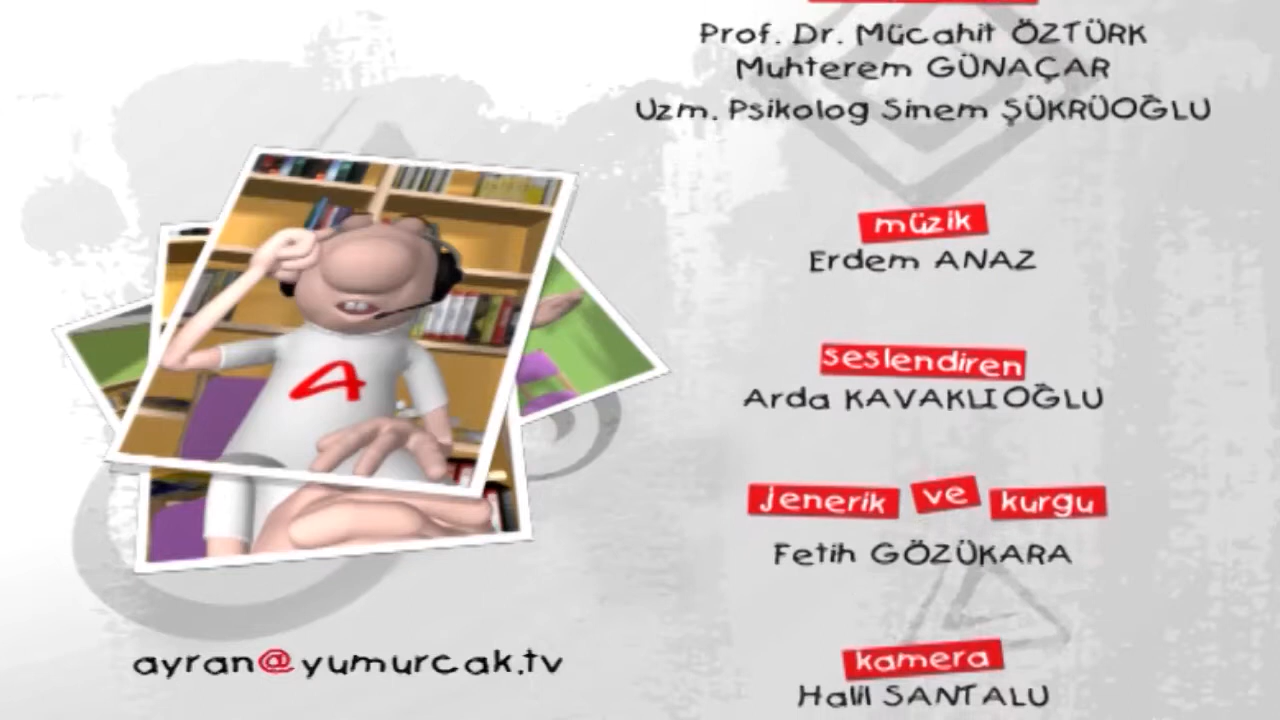 Prof. Dr. Mücahit ÖZTÜRK
Muhterem GÜNAÇAR
Uzm. Psikolog Sinem ŞÜKRÜOĞLU
müzik
Erdem ANAZ
seslendiren
Arda KAVAKLIOĞLU
jenerik ve kurgu
Fetih GÖZÜKARA
kamera
Halil SANTALU
4
ayran@yumurcak.tv